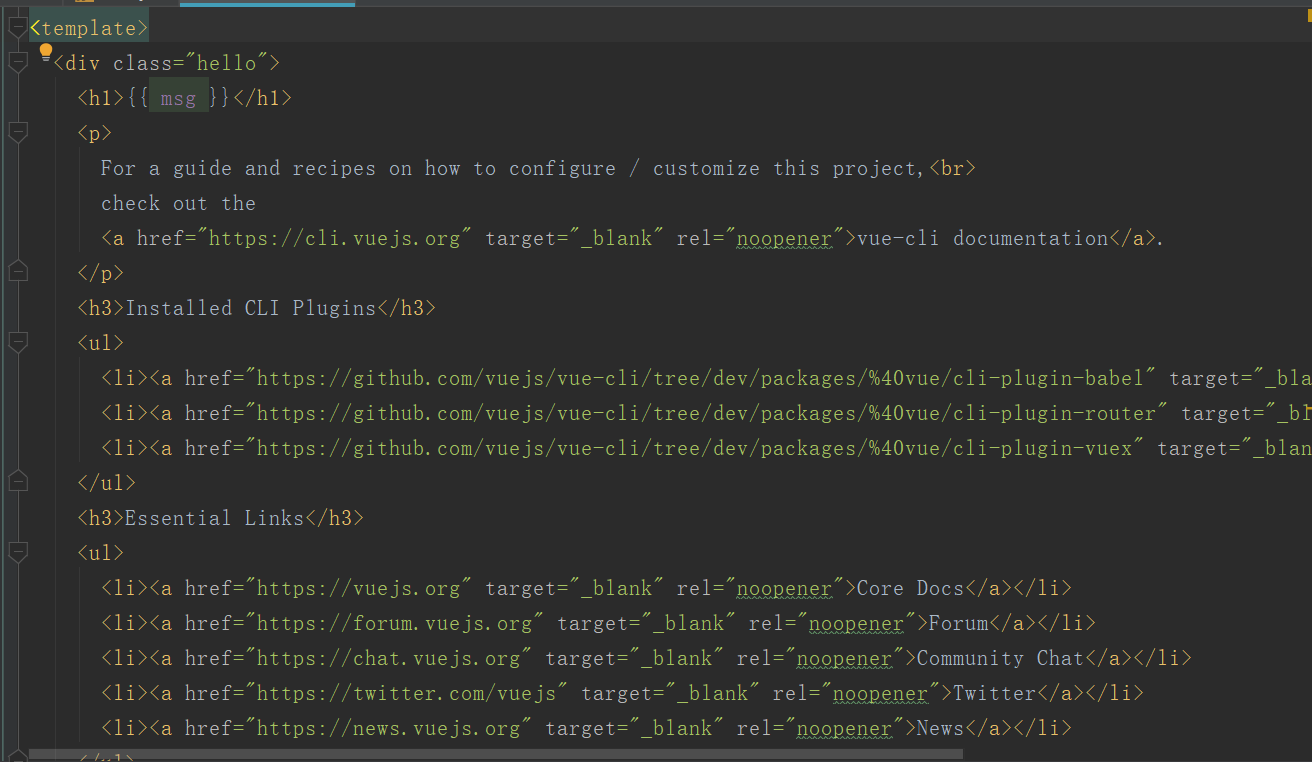 <template>
<div class="hello">
<h1>{{ msg }}</h1>
<p>
For a guide and recipes on how to configure / customize this project,<br>
check out the
<a href="https://cli.vuejs.org" target="_blank" rel="noopener">vue-cli documentation</a>.
</p>
<h3>Installed CLI Plugins</h3>
<ul>
<li><a href="https://github.com/vuejs/vue-cli/tree/dev/packages/%40vue/cli-plugin-babel" target="_bla
<li><a href="https://github.com/vuejs/vue-cli/tree/dev/packages/%40vue/cli-plugin-router" target="_bl
<li><a href="https://github.com/vuejs/vue-cli/tree/dev/packages/%40vue/cli-plugin-vuex" target="_blan
</ul>
<h3>Essential Links</h3>
<ul>
<li><a href="https://vuejs.org" target="_blank" rel="noopener">Core Docs</a></li>
<li><a href="https://forum.vuejs.org" target="_blank" rel="noopener">Forum</a></li>
<li><a href="https://chat.vuejs.org" target="_blank" rel="noopener">Community Chat</a></li>
<li><a href="https://twitter.com/vuejs" target="_blank" rel="noopener">Twitter</a></li>
<li><a href="https://news.vuejs.org" target="_blank" rel="noopener">News</a></li>